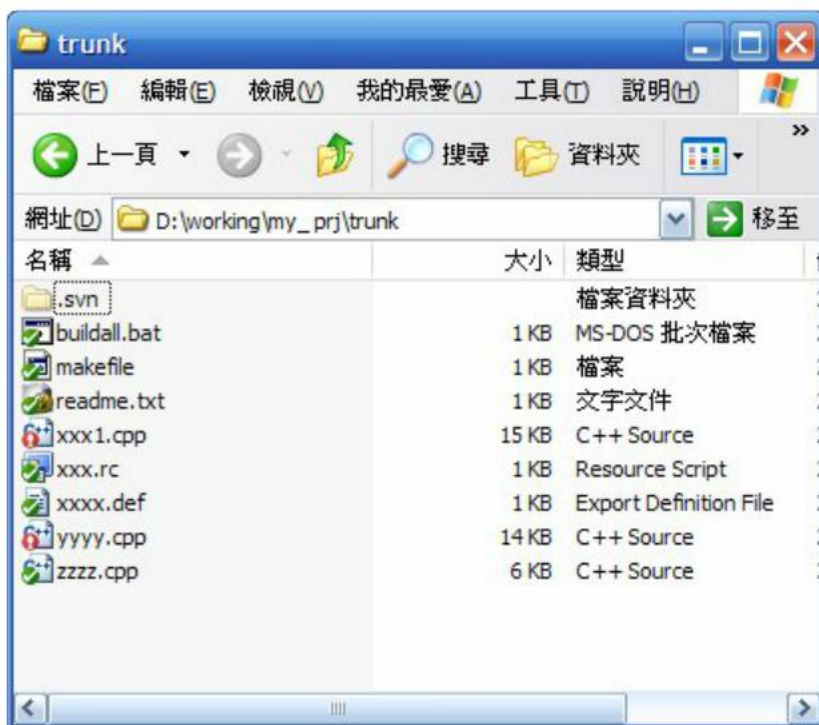 trunk
檔案(F) 編輯(E) 檢視(V) 我的最愛(A) 工具(T) 說明(H)
上一頁 搜尋 資料夾 »
網址(D) D:\working\my_prj\trunk 移至
名稱 大小 類型
.svn 檔案資料夾
buildall.bat 1 KB MS-DOS 批次檔案
makefile 1 KB 檔案
readme.txt 1 KB 文字文件
xxx1.cpp 15 KB C++ Source
xxx.rc 1 KB Resource Script
xxxx.def 1 KB Export Definition File
yyyy.cpp 14 KB C++ Source
zzzz.cpp 6 KB C++ Source